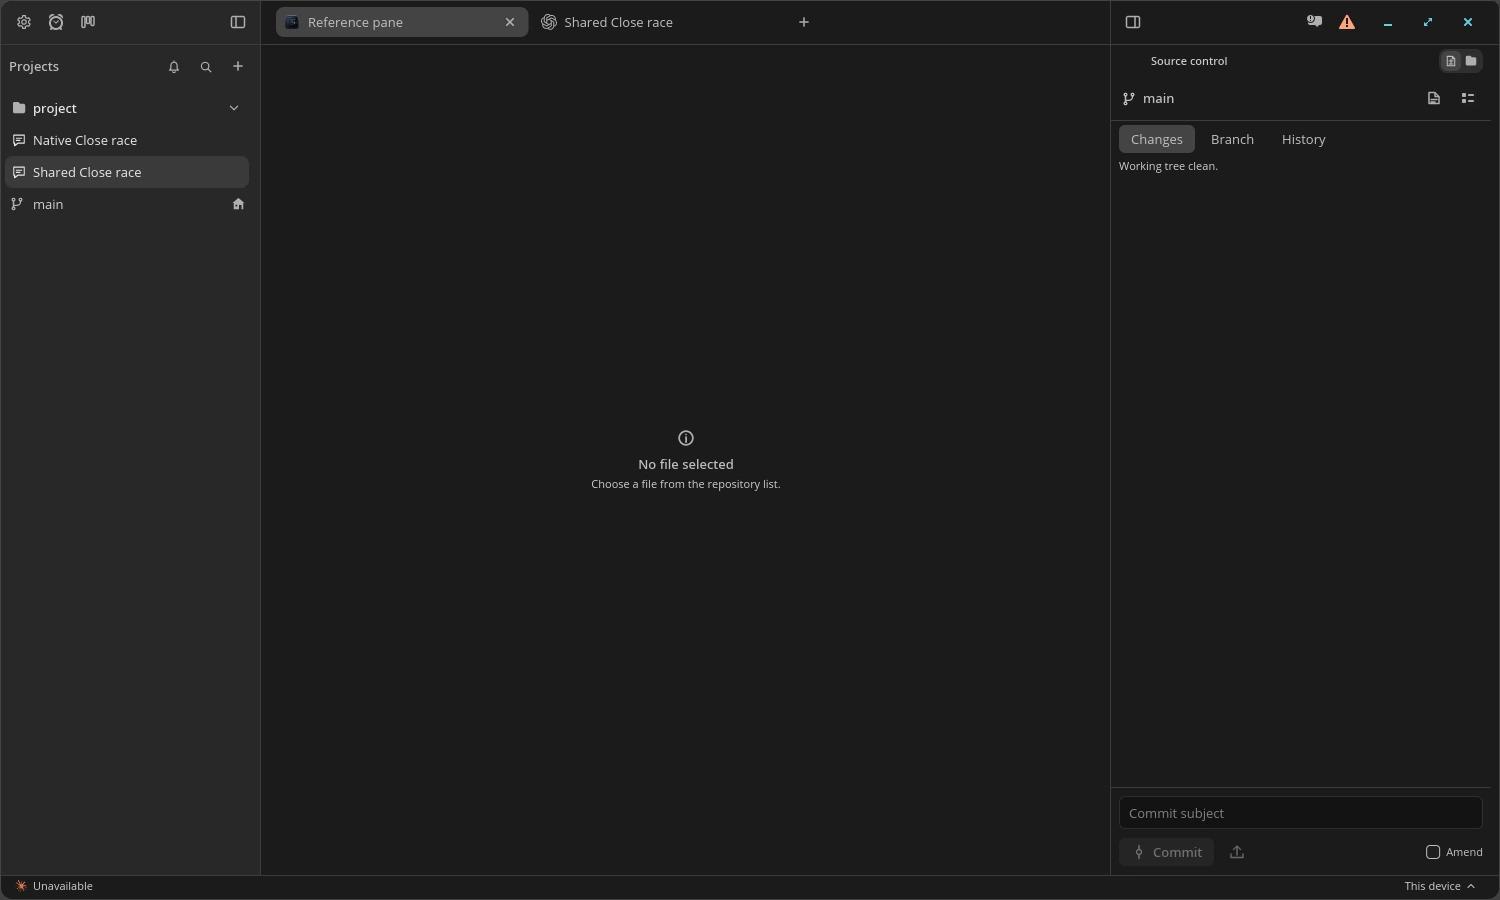 Reference pane
Shared Close race
Projects
Source control
project
main
Native Close race
Changes
Branch
History
Shared Close race
Working tree clean.
main
No file selected
Choose a file from the repository list.
Commit subject
Commit
Amend
Unavailable
This device